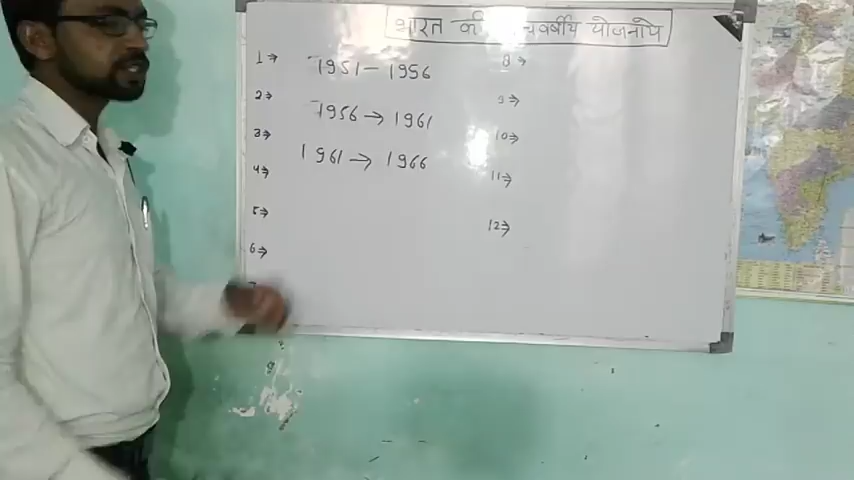 भारत की पंचवर्षीय योजनायें
1→ 1951 — 1956
2→ 1956 → 1961
3→ 1961 → 1966
4→
5→
6→
8→
9→
10→
11→
12→